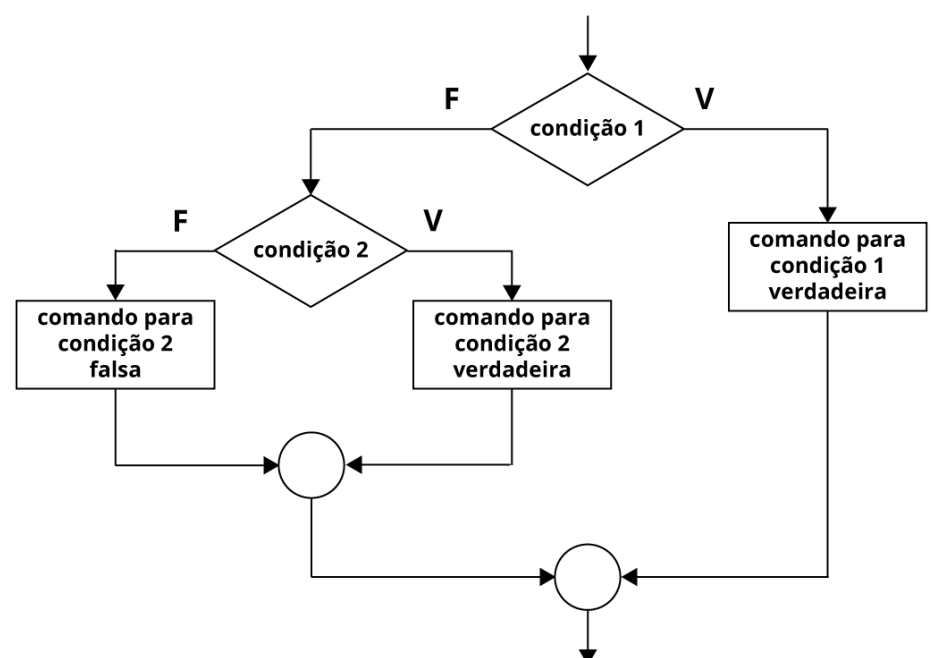 F
V
condição 1
F
V
condição 2
comando para
condição 1
verdadeira
comando para
condição 2
falsa
comando para
condição 2
verdadeira